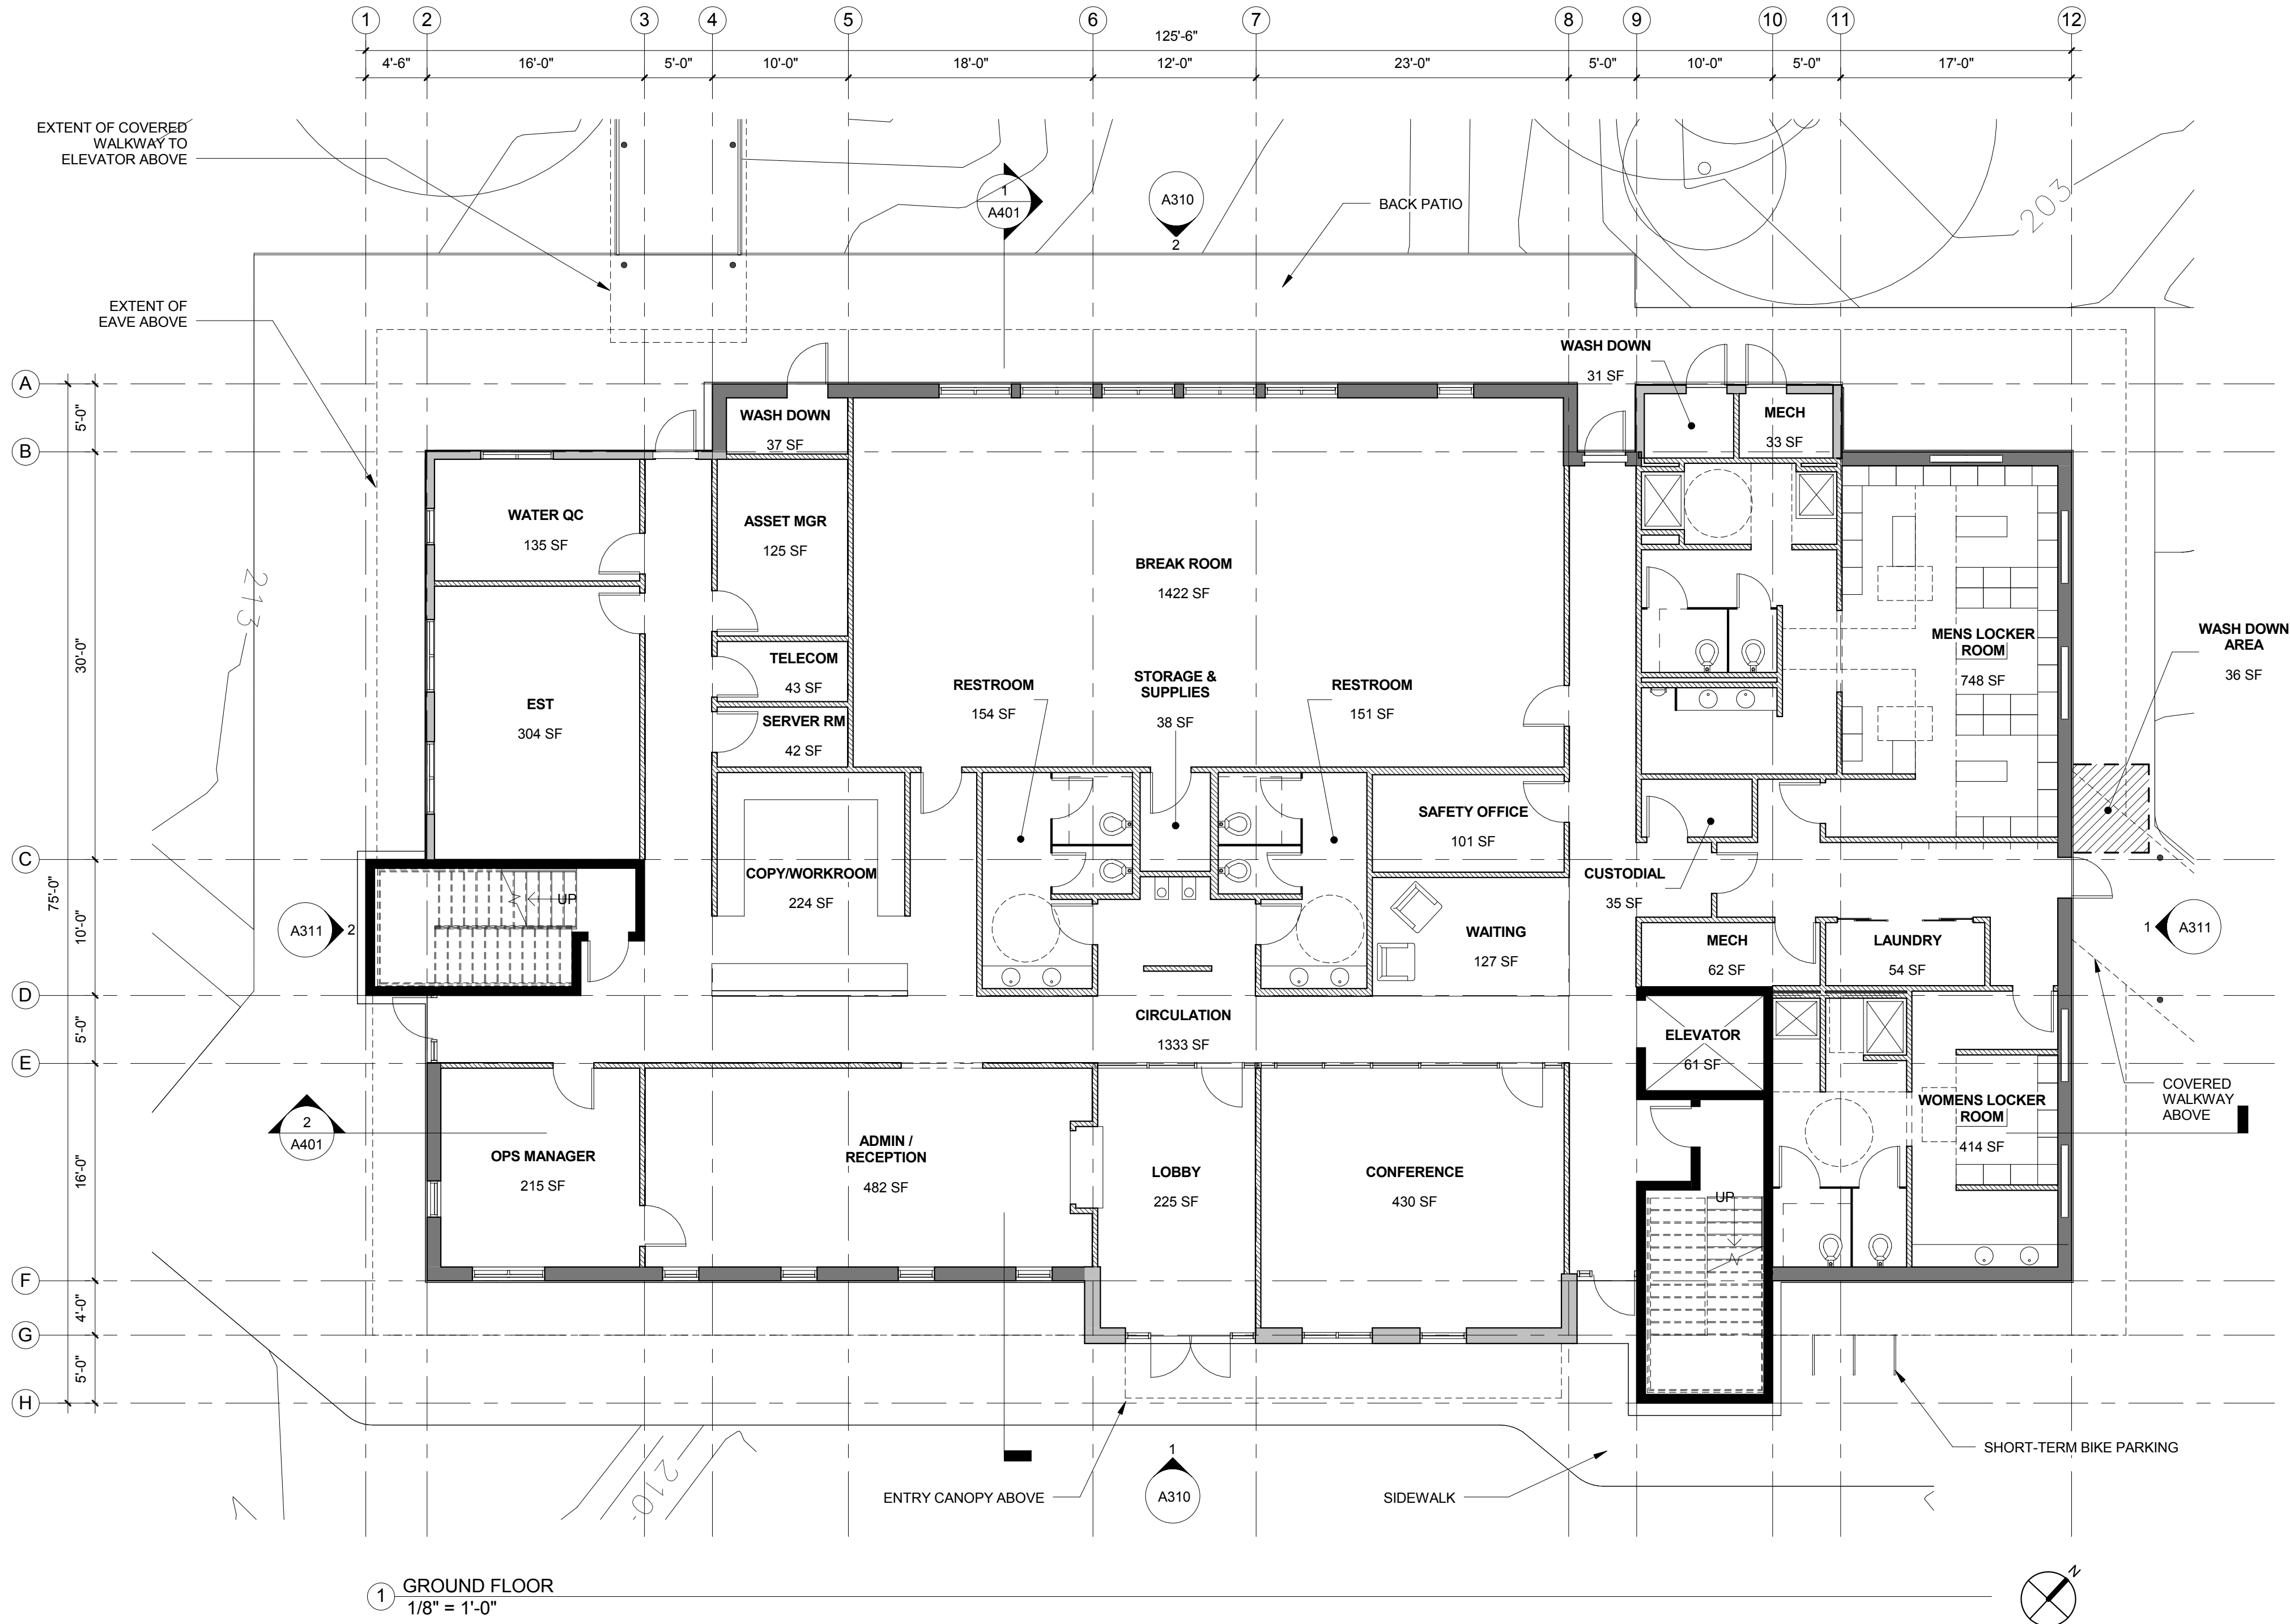 1 2 3 4 5 6 7 8 9 10 11 12
125'-6"
4'-6" 16'-0" 5'-0" 10'-0" 18'-0" 12'-0" 23'-0" 5'-0" 10'-0" 5'-0" 17'-0"
EXTENT OF COVERED
WALKWAY TO
ELEVATOR ABOVE
1
A401
A310
2
BACK PATIO
203
EXTENT OF
EAVE ABOVE
A
B
C
D
E
F
G
H
5'-0"
30'-0"
10'-0"
5'-0"
16'-0"
4'-0"
5'-0"
75'-0"
213
WASH DOWN
31 SF
WASH DOWN
37 SF
MECH
33 SF
WATER QC
135 SF
ASSET MGR
125 SF
BREAK ROOM
1422 SF
MENS LOCKER
ROOM
748 SF
WASH DOWN
AREA
36 SF
TELECOM
43 SF
SERVER RM
42 SF
EST
304 SF
RESTROOM
154 SF
STORAGE &
SUPPLIES
38 SF
RESTROOM
151 SF
SAFETY OFFICE
101 SF
COPY/WORKROOM
224 SF
CUSTODIAL
35 SF
UP
A311
2
WAITING
127 SF
MECH
62 SF
LAUNDRY
54 SF
1
A311
CIRCULATION
1333 SF
ELEVATOR
61 SF
COVERED
WALKWAY
ABOVE
WOMENS LOCKER
ROOM
414 SF
2
A401
OPS MANAGER
215 SF
ADMIN /
RECEPTION
482 SF
LOBBY
225 SF
CONFERENCE
430 SF
UP
210
ENTRY CANOPY ABOVE
1
A310
SIDEWALK
SHORT-TERM BIKE PARKING
1 GROUND FLOOR
1/8" = 1'-0"
N